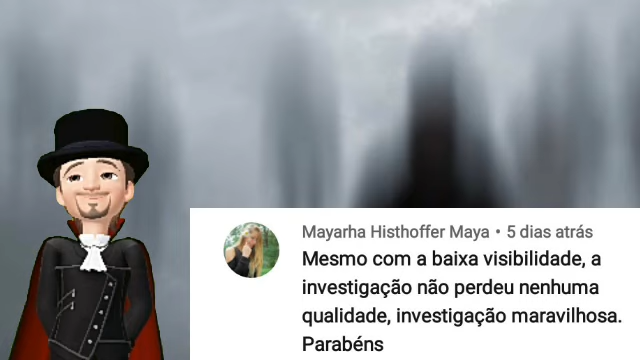 Mayarha Histhoffer Maya • 5 dias atrás
Mesmo com a baixa visibilidade, a
investigação não perdeu nenhuma
qualidade, investigação maravilhosa.
Parabéns